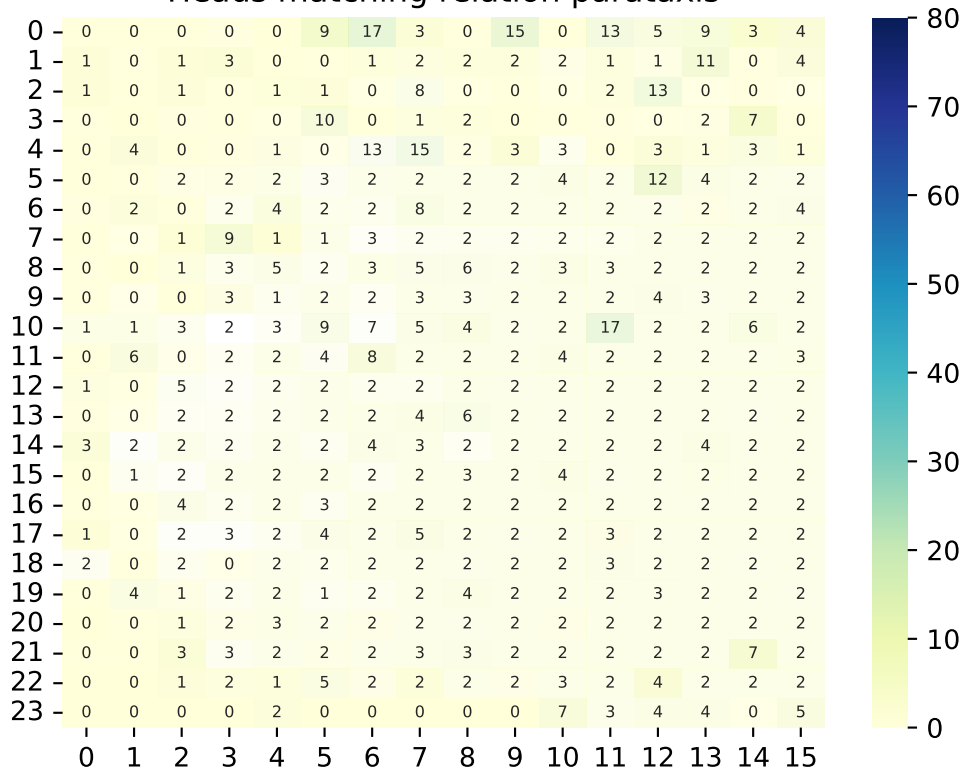 Heads matching relation parataxis
0 0 0 0 0 0 9 17 3 0 15 0 13 5 9 3 4
1 1 0 1 3 0 0 1 2 2 2 2 1 1 11 0 4
2 1 0 1 0 1 1 0 8 0 0 0 2 13 0 0 0
3 0 0 0 0 0 10 0 1 2 0 0 0 0 2 7 0
4 0 4 0 0 1 0 13 15 2 3 3 0 3 1 3 1
5 0 0 2 2 2 3 2 2 2 2 4 2 12 4 2 2
6 0 2 0 2 4 2 2 8 2 2 2 2 2 2 2 4
7 0 0 1 9 1 1 3 2 2 2 2 2 2 2 2 2
8 0 0 1 3 5 2 3 5 6 2 3 3 2 2 2 2
9 0 0 0 3 1 2 2 3 3 2 2 2 4 3 2 2
10 1 1 3 2 3 9 7 5 4 2 2 17 2 2 6 2
11 0 6 0 2 2 4 8 2 2 2 4 2 2 2 2 3
12 1 0 5 2 2 2 2 2 2 2 2 2 2 2 2 2
13 0 0 2 2 2 2 2 4 6 2 2 2 2 2 2 2
14 3 2 2 2 2 2 4 3 2 2 2 2 2 4 2 2
15 0 1 2 2 2 2 2 2 3 2 4 2 2 2 2 2
16 0 0 4 2 2 3 2 2 2 2 2 2 2 2 2 2
17 1 0 2 3 2 4 2 5 2 2 2 3 2 2 2 2
18 2 0 2 0 2 2 2 2 2 2 2 3 2 2 2 2
19 0 4 1 2 2 1 2 2 4 2 2 2 3 2 2 2
20 0 0 1 2 3 2 2 2 2 2 2 2 2 2 2 2
21 0 0 3 3 2 2 2 3 3 2 2 2 2 2 7 2
22 0 0 1 2 1 5 2 2 2 2 3 2 4 2 2 2
23 0 0 0 0 2 0 0 0 0 0 7 3 4 4 0 5
0 1 2 3 4 5 6 7 8 9 10 11 12 13 14 15
80
70
60
50
40
30
20
10
0